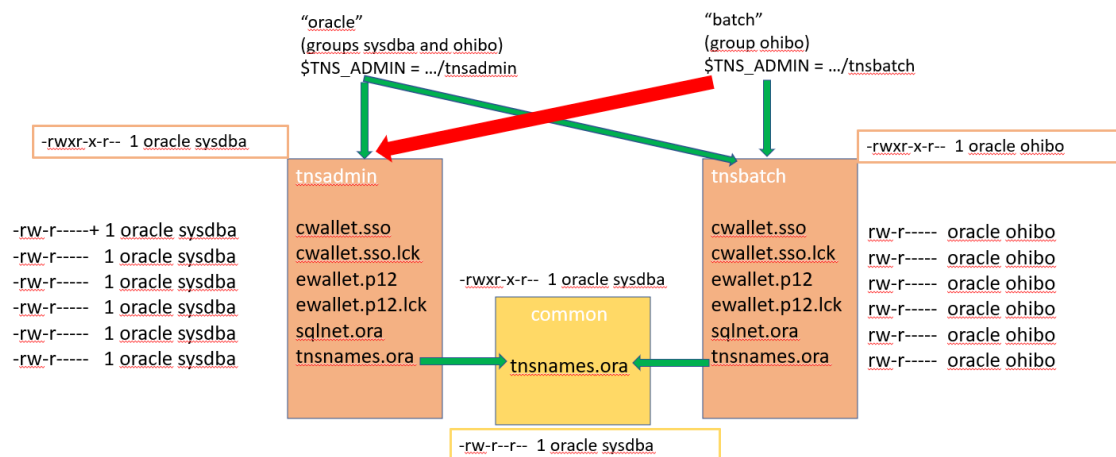 “oracle”
(groups sysdba and ohibo)
$TNS_ADMIN = .../tnsadmin
“batch”
(group ohibo)
$TNS_ADMIN = .../tnsbatch
-rwxr-x-r-- 1 oracle sysdba
-rwxr-x-r-- 1 oracle ohibo
tnsadmin
cwallet.sso
cwallet.sso.lck
ewallet.p12
ewallet.p12.lck
sqlnet.ora
tnsnames.ora
-rw-r-----+ 1 oracle sysdba
-rw-r----- 1 oracle sysdba
-rw-r----- 1 oracle sysdba
-rw-r----- 1 oracle sysdba
-rw-r----- 1 oracle sysdba
-rw-r----- 1 oracle sysdba
-rwxr-x-r-- 1 oracle sysdba
common
tnsnames.ora
-rw-r--r-- 1 oracle sysdba
tnsbatch
cwallet.sso
cwallet.sso.lck
ewallet.p12
ewallet.p12.lck
sqlnet.ora
tnsnames.ora
rw-r----- oracle ohibo
rw-r----- oracle ohibo
rw-r----- oracle ohibo
rw-r----- oracle ohibo
rw-r----- oracle ohibo
rw-r----- oracle ohibo